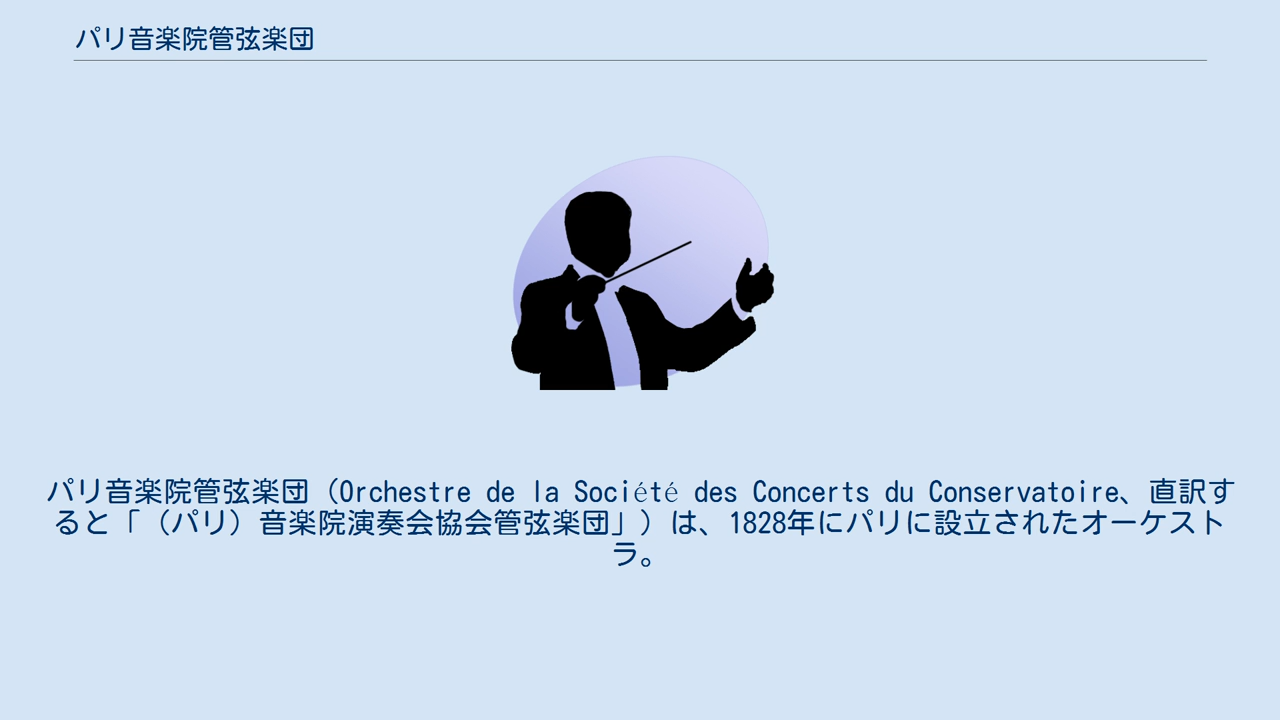 パリ音楽院管弦楽団
パリ音楽院管弦楽団（Orchestre de la Société des Concerts du Conservatoire、直訳す
ると「（パリ）音楽院演奏会協会管弦楽団」）は、1828年にパリに設立されたオーケスト
ラ。